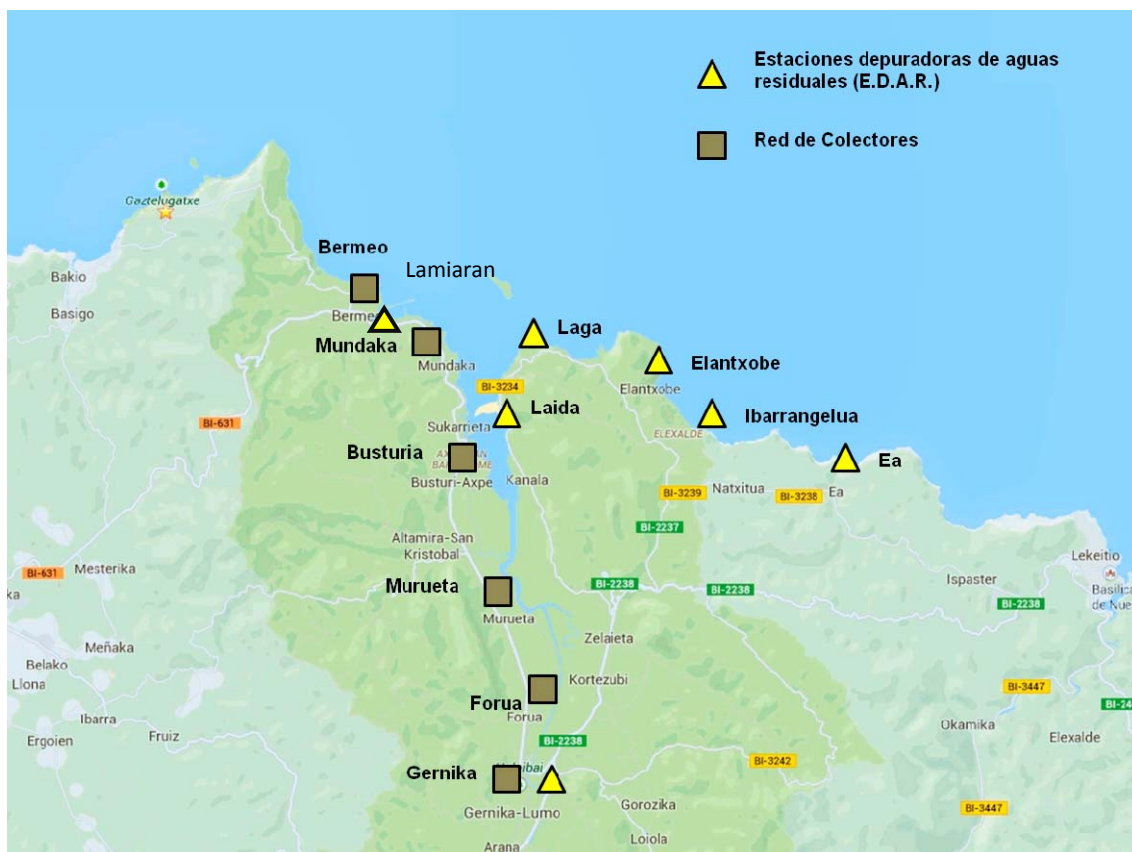 Estaciones depuradoras de aguas
residuales (E.D.A.R.)
Red de Colectores
Gaztelugatxe
Bermeo
Lamiaran
Bakio
Basigo
Bermeo
Laga
Mundaka
Mundaka
Elantxobe
Elantxobe
BI-3234
Laida
Ibarrangelua
BI-631
Sukarrieta
ELEXALDE
Busturia
Ea
Busturi-Axpe
Kanala
BI-3239
Natxitua
BI-3238
Ea
BI-2237
Altamira-San
Kristobal
Lekeitio
BI-631
Mesterika
BI-2238
BI-2238
Ispaster
Basilica
de Nue
BI-2238
Murueta
ka
Murueta
Meñaka
Zelaieta
Belako
Llona
Kortezubi
BI-3447
Forua
Forua
Ibarra
Fruiz
Okamika
Elexalde
Ergoien
BI-2238
BI-3242
Gernika
Gernika-Lumo
Gorozika
BI-3447
Loiola
Arana